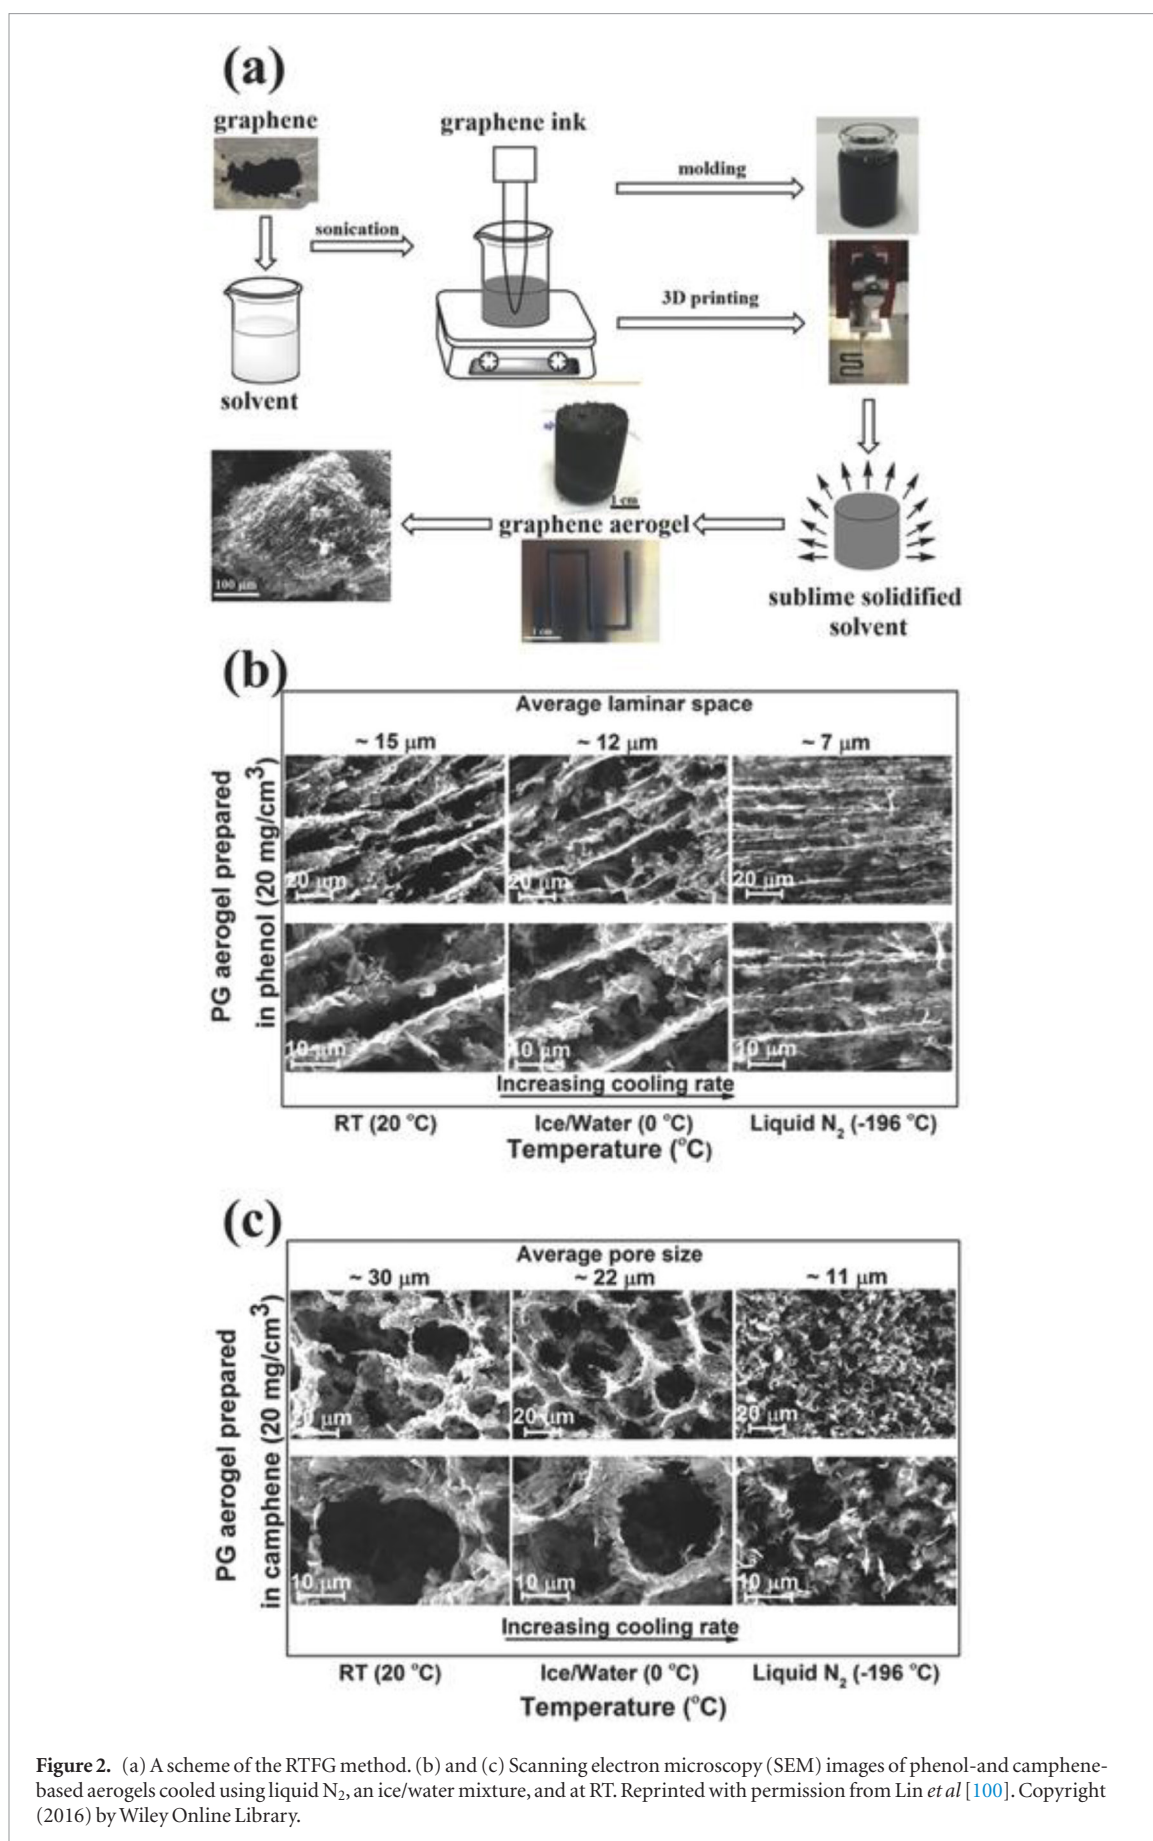 (a)
graphene
graphene ink
molding
sonication
3D printing
solvent
1 cm
graphene aerogel
100 μm
1 cm
sublime solidified
solvent
(b)
Average laminar space
~ 15 μm
~ 12 μm
~ 7 μm
PG aerogel prepared
in phenol (20 mg/cm³)
20 μm
20 μm
20 μm
10 μm
10 μm
10 μm
Increasing cooling rate
RT (20 °C)
Ice/Water (0 °C)
Liquid N₂ (-196 °C)
Temperature (°C)
(c)
Average pore size
~ 30 μm
~ 22 μm
~ 11 μm
PG aerogel prepared
in camphene (20 mg/cm³)
20 μm
20 μm
20 μm
10 μm
10 μm
10 μm
Increasing cooling rate
RT (20 °C)
Ice/Water (0 °C)
Liquid N₂ (-196 °C)
Temperature (°C)
Figure 2. (a) A scheme of the RTFG method. (b) and (c) Scanning electron microscopy (SEM) images of phenol-and camphene-
based aerogels cooled using liquid N₂, an ice/water mixture, and at RT. Reprinted with permission from Lin et al [100]. Copyright
(2016) by Wiley Online Library.